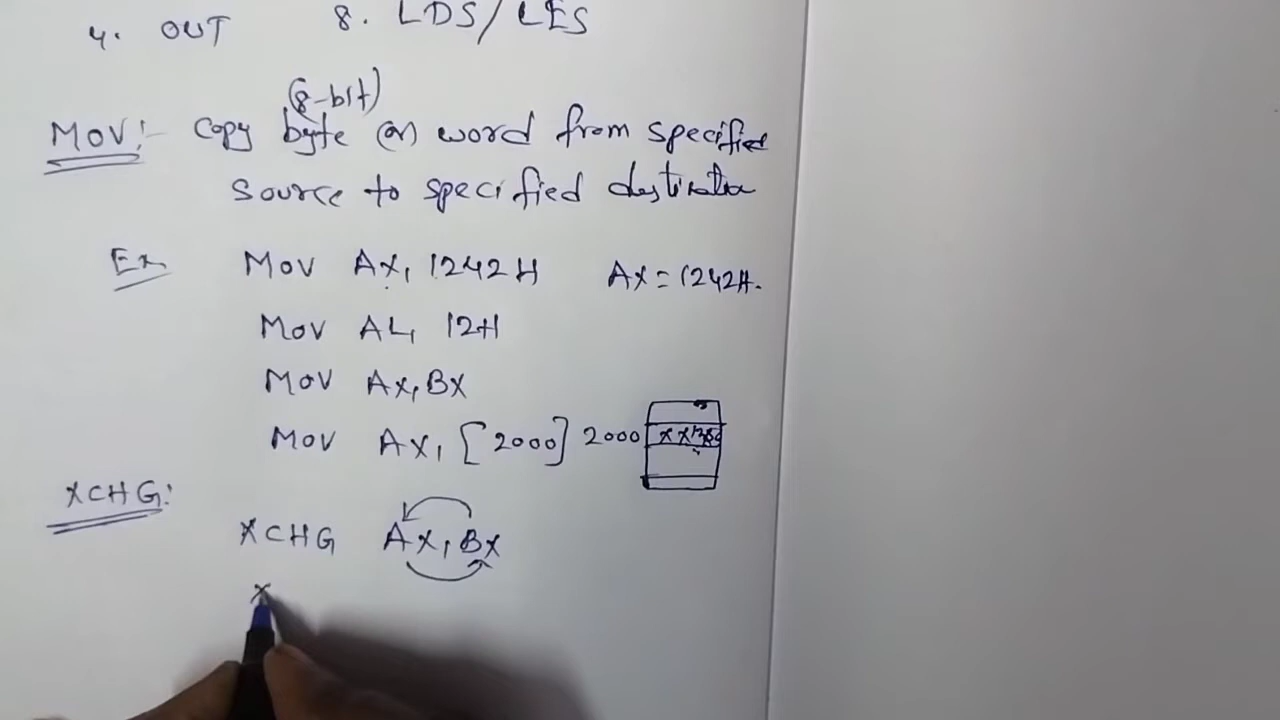 4. OUT 8. LDS/LES
(8-bit)
MOV:- Copy byte (or) word from specified
source to specified destination
Ex MOV AX, 1242H AX = 1242H.
MOV AL, 12H
MOV AX, BX
MOV AX, [2000] 2000
XCHG:
XCHG AX, BX
X